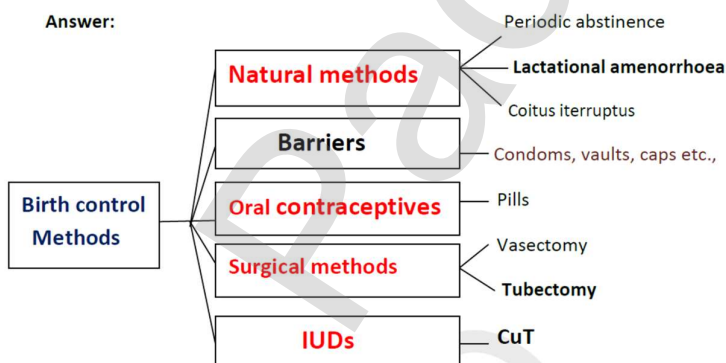 Answer:
Periodic abstinence
Natural methods
Lactational amenorrhoea
Coitus iterruptus
Barriers
Condoms, vaults, caps etc.,
Birth control
Methods
Oral contraceptives
Pills
Surgical methods
Vasectomy
Tubectomy
IUDs
CuT